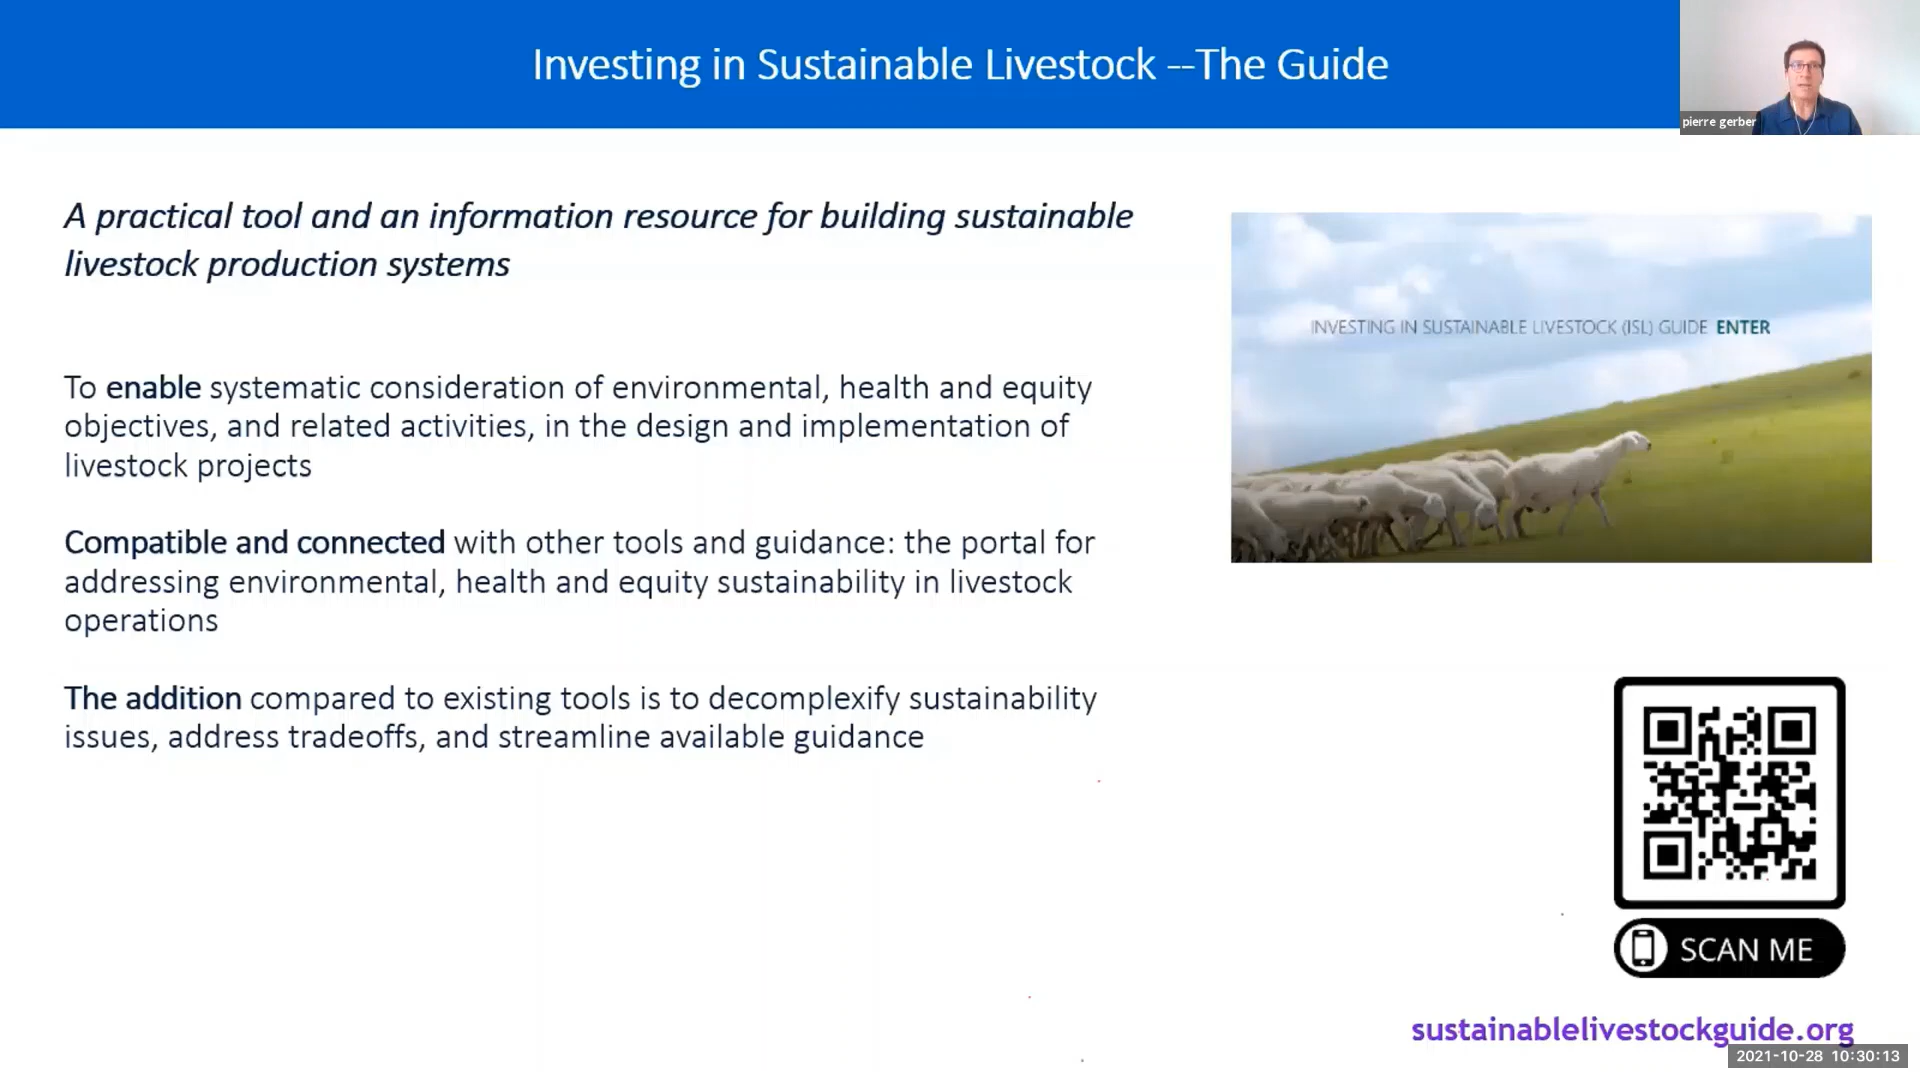 Investing in Sustainable Livestock --The Guide
pierre gerber
A practical tool and an information resource for building sustainable
livestock production systems
INVESTING IN SUSTAINABLE LIVESTOCK (ISL) GUIDE ENTER
To enable systematic consideration of environmental, health and equity
objectives, and related activities, in the design and implementation of
livestock projects
Compatible and connected with other tools and guidance: the portal for
addressing environmental, health and equity sustainability in livestock
operations
The addition compared to existing tools is to decomplexify sustainability
issues, address tradeoffs, and streamline available guidance
SCAN ME
sustainablelivestockguide.org
2021-10-28 10:30:13